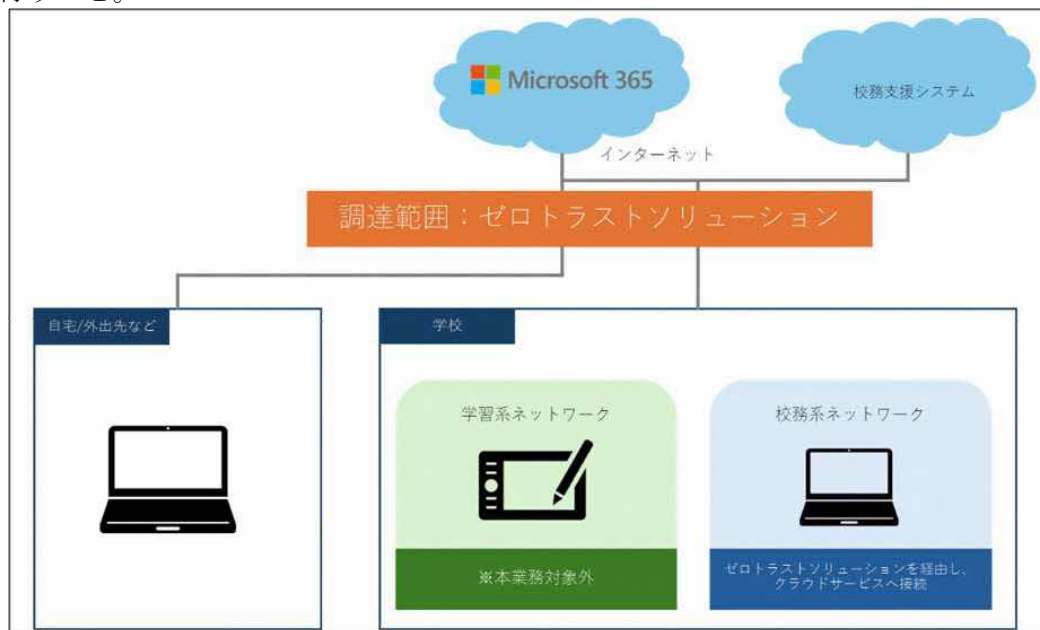 Microsoft 365
校務支援システム
インターネット
調達範囲：ゼロトラストソリューション
自宅/外出先など
学校
学習系ネットワーク
校務系ネットワーク
※本業務対象外
ゼロトラストソリューションを経由し、
クラウドサービスへ接続